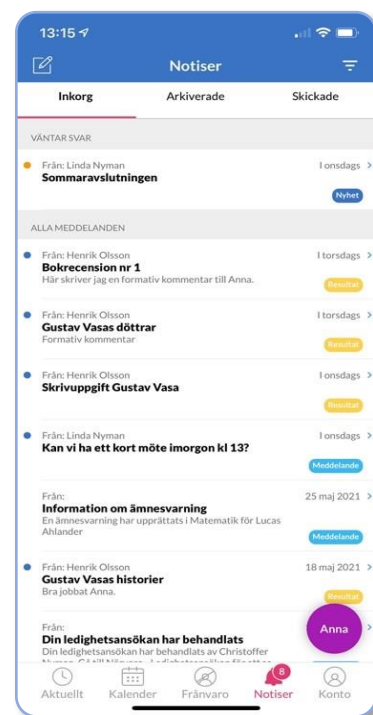 13:15
Notiser
Inkorg Arkiverade Skickade
VÄNTAR SVAR
Från: Linda Nyman I onsdags
Sommaravslutningen
Nyhet
ALLA MEDDELANDEN
Från: Henrik Olsson I torsdags
Bokrecension nr 1
Här skriver jag en formativ kommentar till Anna.
Resultat
Från: Henrik Olsson I torsdags
Gustav Vasas döttrar
Formativ kommentar
Resultat
Från: Henrik Olsson I onsdags
Skrivuppgift Gustav Vasa
Resultat
Från: Linda Nyman I onsdags
Kan vi ha ett kort möte imorgon kl 13?
Meddelande
Från: 25 maj 2021
Information om ämnesvarning
En ämnesvarning har upprättats i Matematik för Lucas
Ahlander
Meddelande
Från: Henrik Olsson 18 maj 2021
Gustav Vasas historier
Bra jobbat Anna.
Resultat
Från:
Anna
Din ledighetsansökan har behandlats
Din ledighetsansökan har behandlats av Christoffer
8
Aktuellt Kalender Frånvaro Notiser Konto